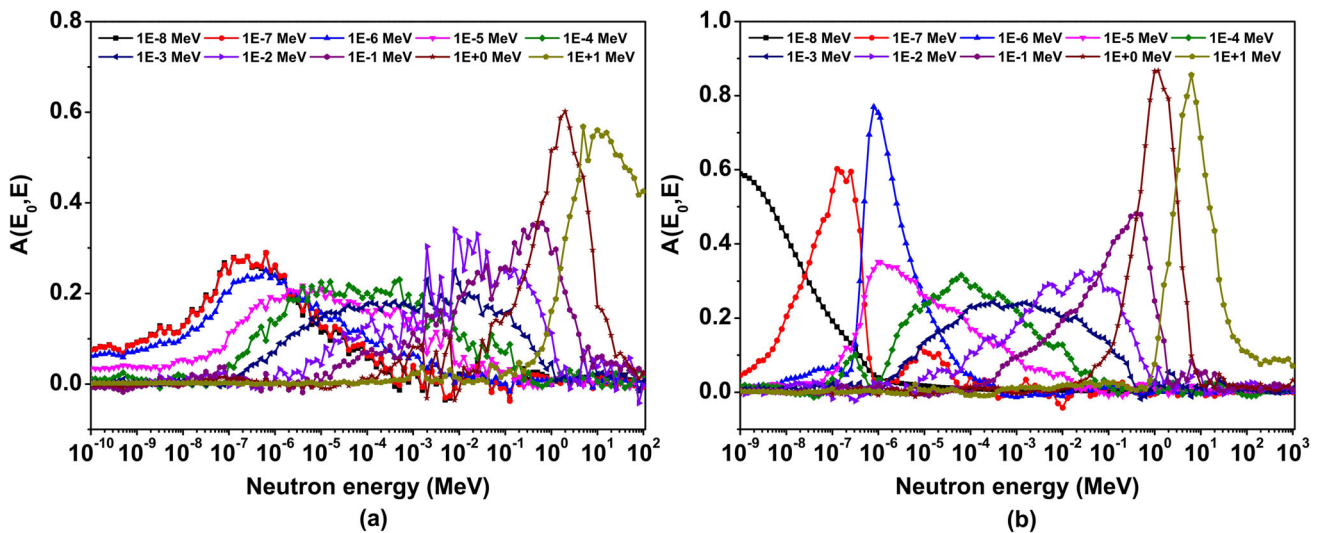 0.8
0.6
0.4
0.2
0.0
A(E₀,E)
1E-8 MeV 1E-7 MeV 1E-6 MeV 1E-5 MeV 1E-4 MeV
1E-3 MeV 1E-2 MeV 1E-1 MeV 1E+0 MeV 1E+1 MeV
10⁻¹⁰ 10⁻⁹ 10⁻⁸ 10⁻⁷ 10⁻⁶ 10⁻⁵ 10⁻⁴ 10⁻³ 10⁻² 10⁻¹ 10⁰ 10¹ 10²
Neutron energy (MeV)
(a)
1.0
0.8
0.6
0.4
0.2
0.0
A(E₀,E)
1E-8 MeV 1E-7 MeV 1E-6 MeV 1E-5 MeV 1E-4 MeV
1E-3 MeV 1E-2 MeV 1E-1 MeV 1E+0 MeV 1E+1 MeV
10⁻⁹ 10⁻⁸ 10⁻⁷ 10⁻⁶ 10⁻⁵ 10⁻⁴ 10⁻³ 10⁻² 10⁻¹ 10⁰ 10¹ 10² 10³
Neutron energy (MeV)
(b)